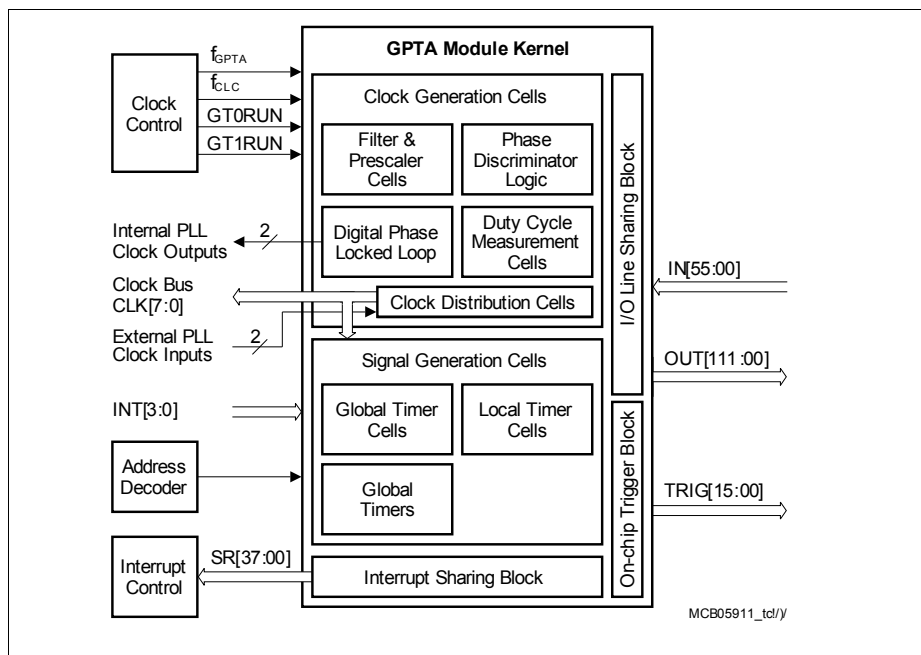 GPTA Module Kernel
fGPTA
fCLC
GT0RUN
GT1RUN
Clock
Control
Clock Generation Cells
Filter &
Prescaler
Cells
Phase
Discriminator
Logic
Digital Phase
Locked Loop
Duty Cycle
Measurement
Cells
Clock Distribution Cells
Internal PLL
Clock Outputs
2
Clock Bus
CLK[7:0]
External PLL
Clock Inputs
2
I/O Line Sharing Block
IN[55:00]
OUT[111:00]
Signal Generation Cells
Global Timer
Cells
Local Timer
Cells
Global
Timers
INT[3:0]
Address
Decoder
On-chip Trigger Block
TRIG[15:00]
Interrupt
Control
SR[37:00]
Interrupt Sharing Block